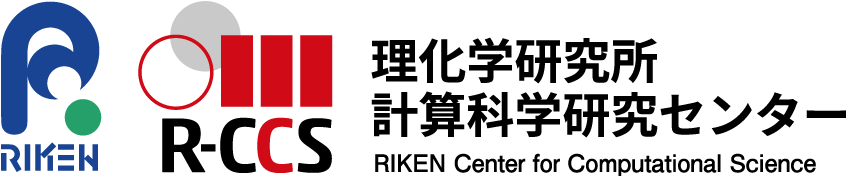 RIKEN
R-CCS
理化学研究所
計算科学研究センター
RIKEN Center for Computational Science